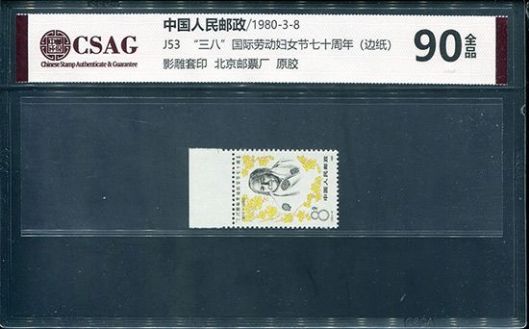 CSAG
Chinese Stamp Authenticate & Guarantee
中国人民邮政/1980-3-8
J53 “三八”国际劳动妇女节七十周年（边纸）
影雕套印 北京邮票厂 原胶
90 全品
中国人民邮政
8